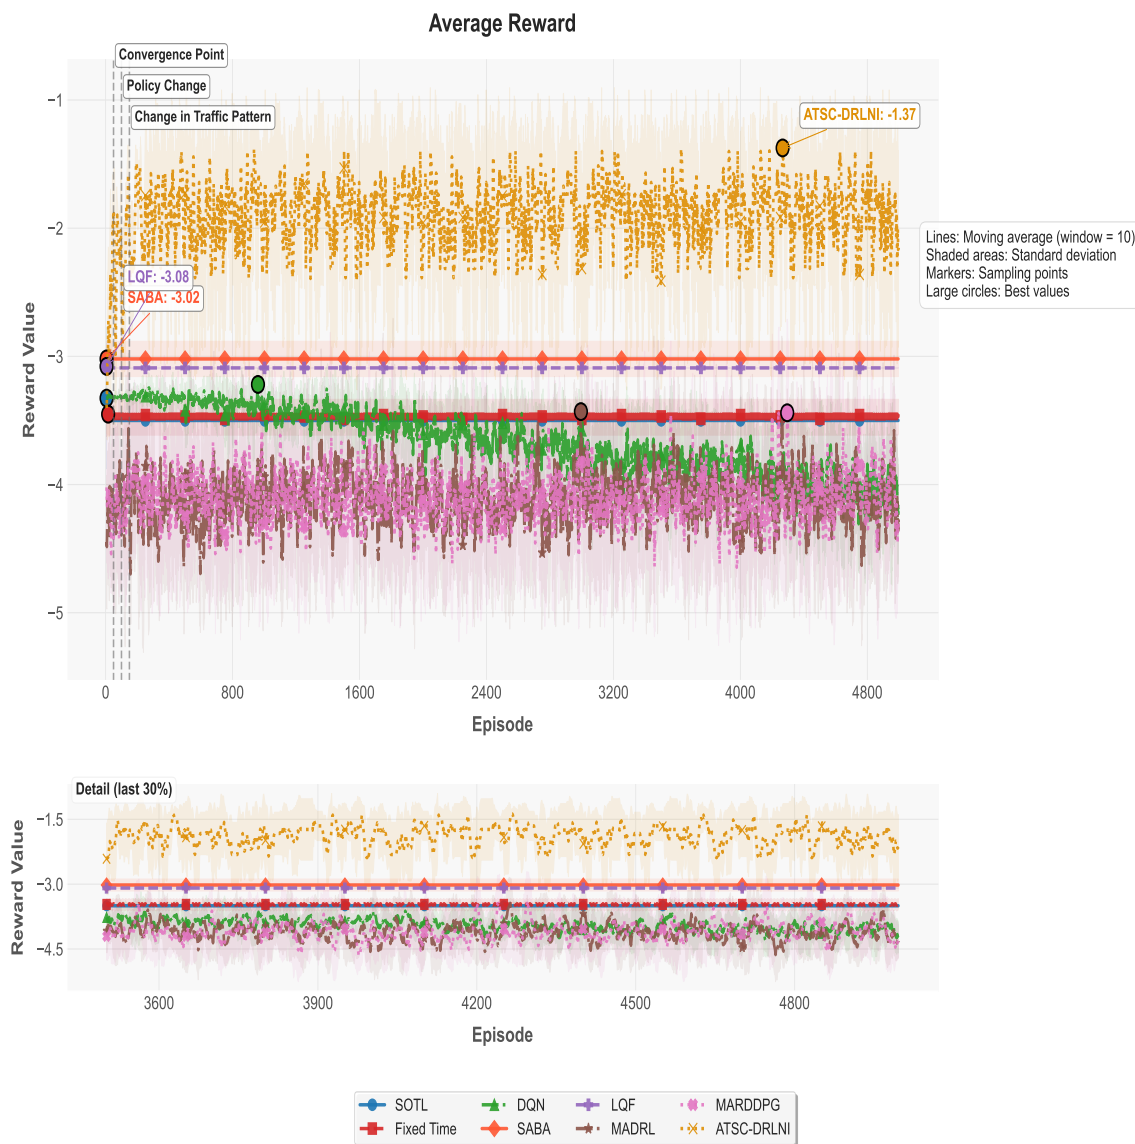 Average Reward
Convergence Point
Policy Change
Change in Traffic Pattern
ATSC-DRLNI: -1.37
LQF: -3.08
SABA: -3.02
Lines: Moving average (window = 10)
Shaded areas: Standard deviation
Markers: Sampling points
Large circles: Best values
Reward Value
−1
−2
−3
−4
−5
0 800 1600 2400 3200 4000 4800
Episode
Detail (last 30%)
Reward Value
−1.5
−3.0
−4.5
3600 3900 4200 4500 4800
Episode
SOTL DQN LQF MARDDPG
Fixed Time SABA MADRL ATSC-DRLNI